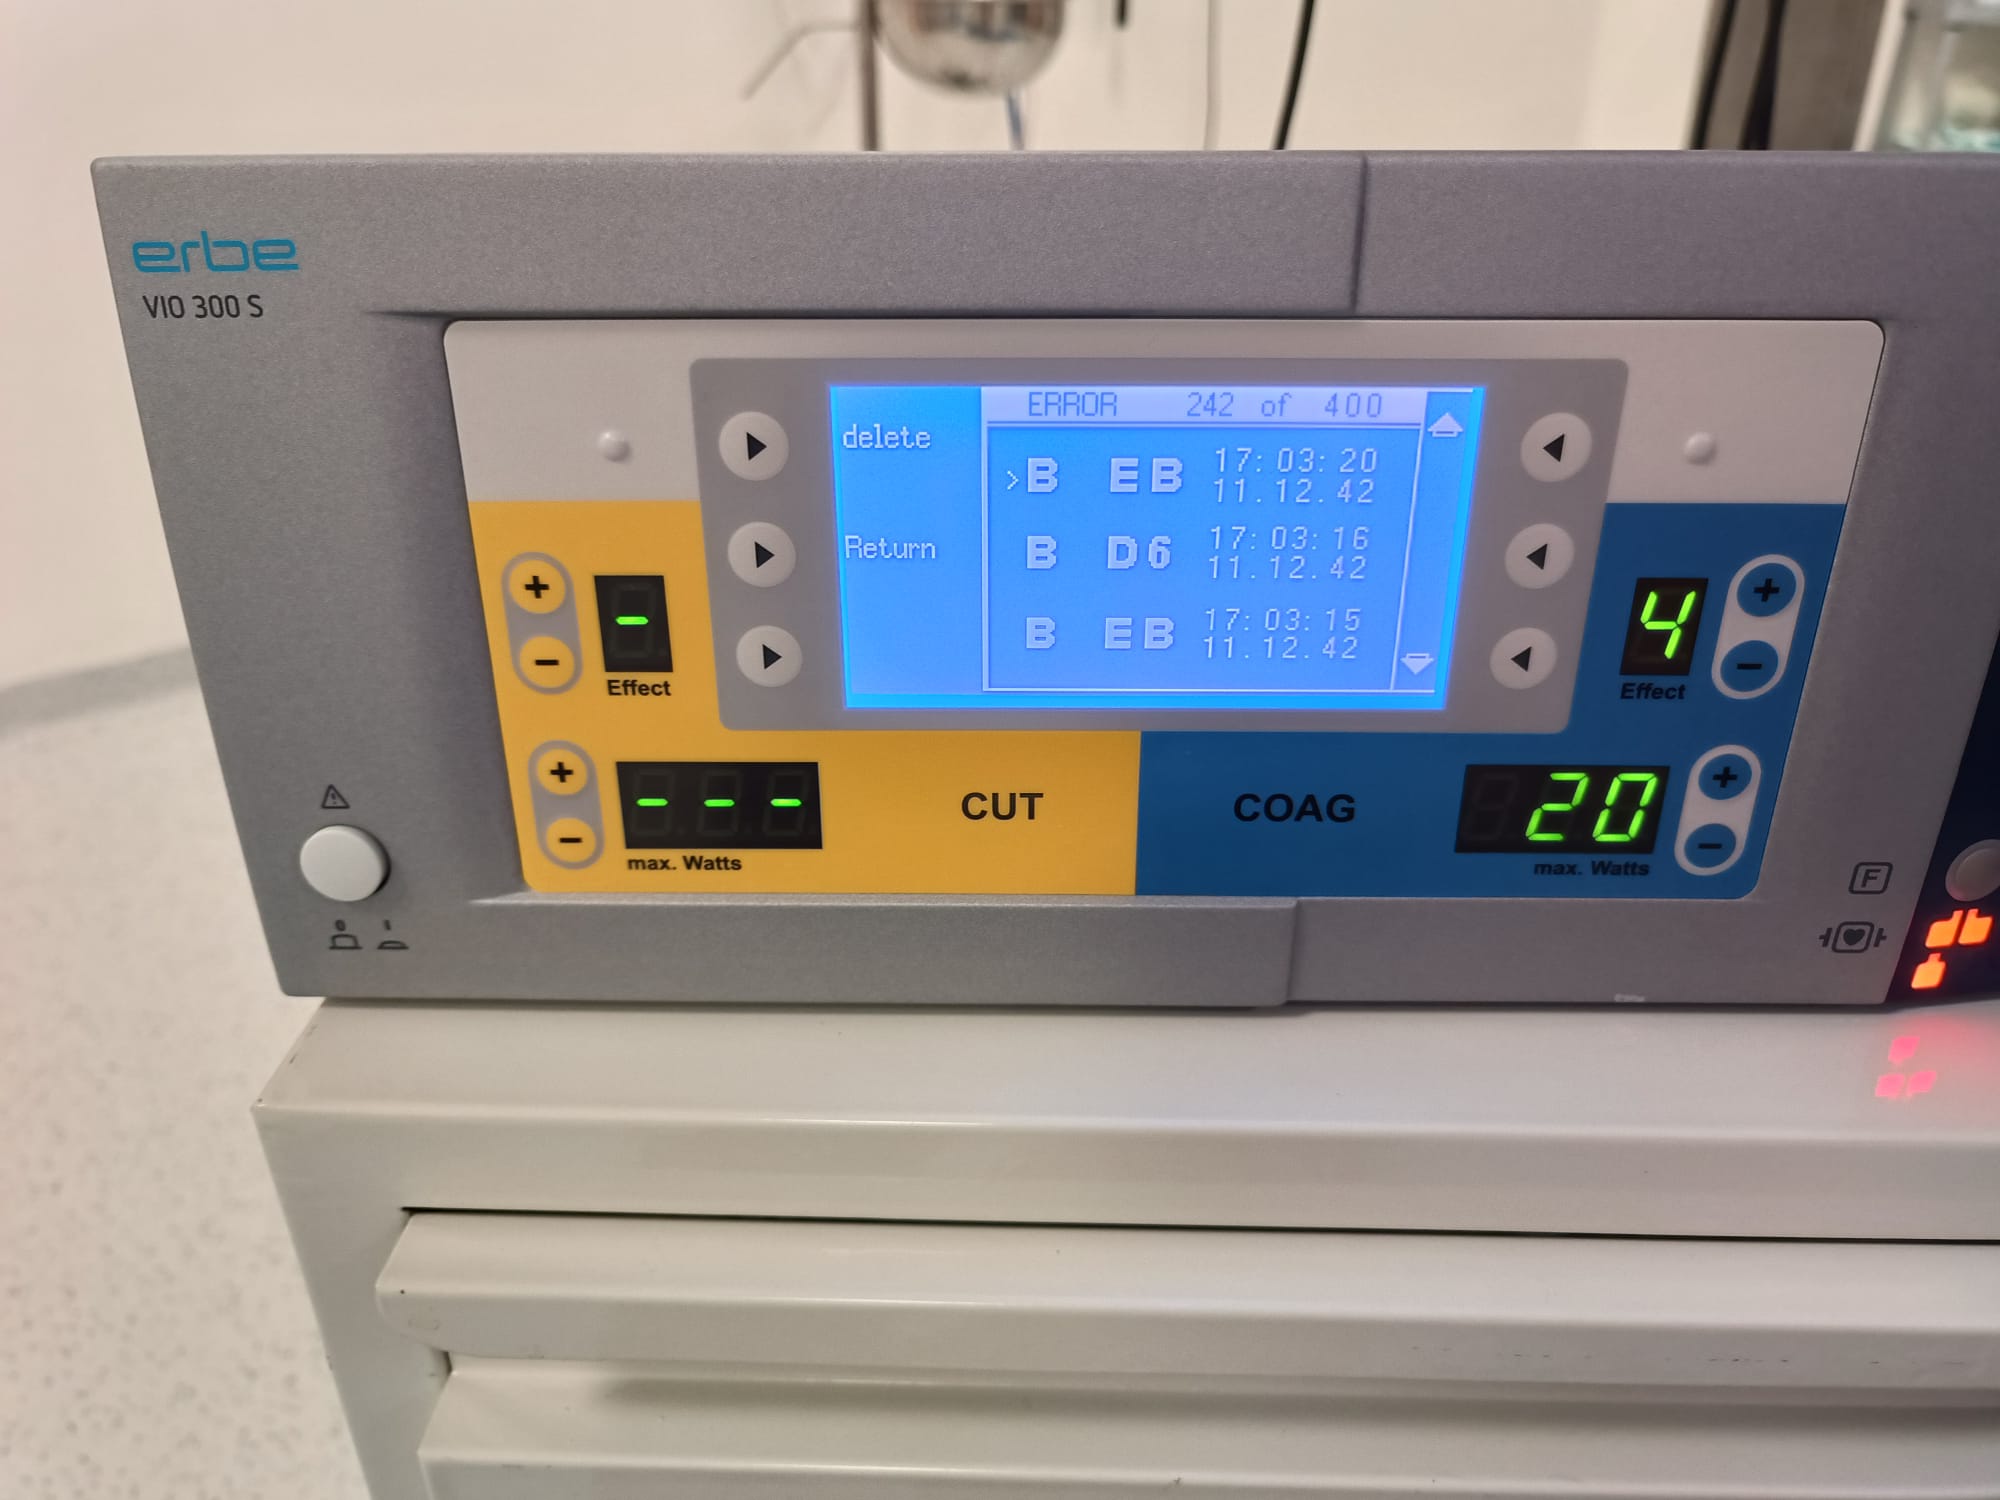 erbe
VIO 300 S
ERROR 242 of 400
delete
>B EB 17:03:20
11.12.42
Return
B D6 17:03:16
11.12.42
B EB 17:03:15
11.12.42
+
-
-
Effect
4
+
-
Effect
+
-
---
max. Watts
CUT
COAG
20
max. Watts
+
-
0 I
F